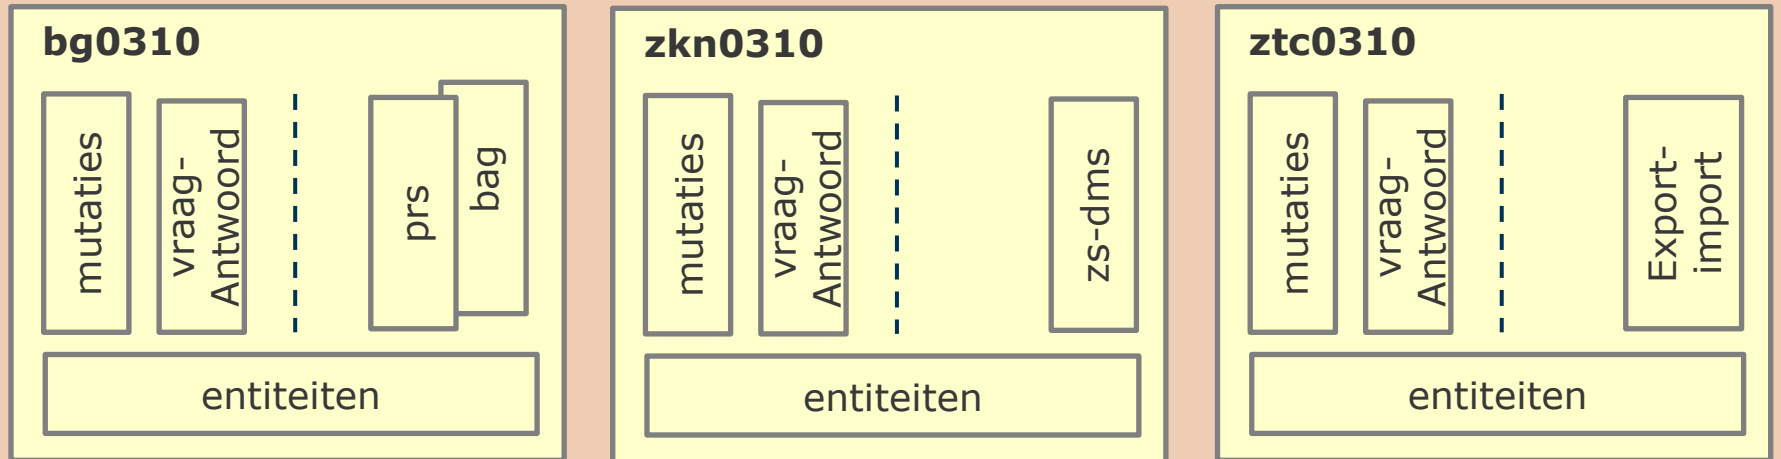 bg0310
mutaties
vraag-
Antwoord
prs
bag
entiteiten
zkn0310
mutaties
vraag-
Antwoord
zs-dms
entiteiten
ztc0310
mutaties
vraag-
Antwoord
Export-
import
entiteiten